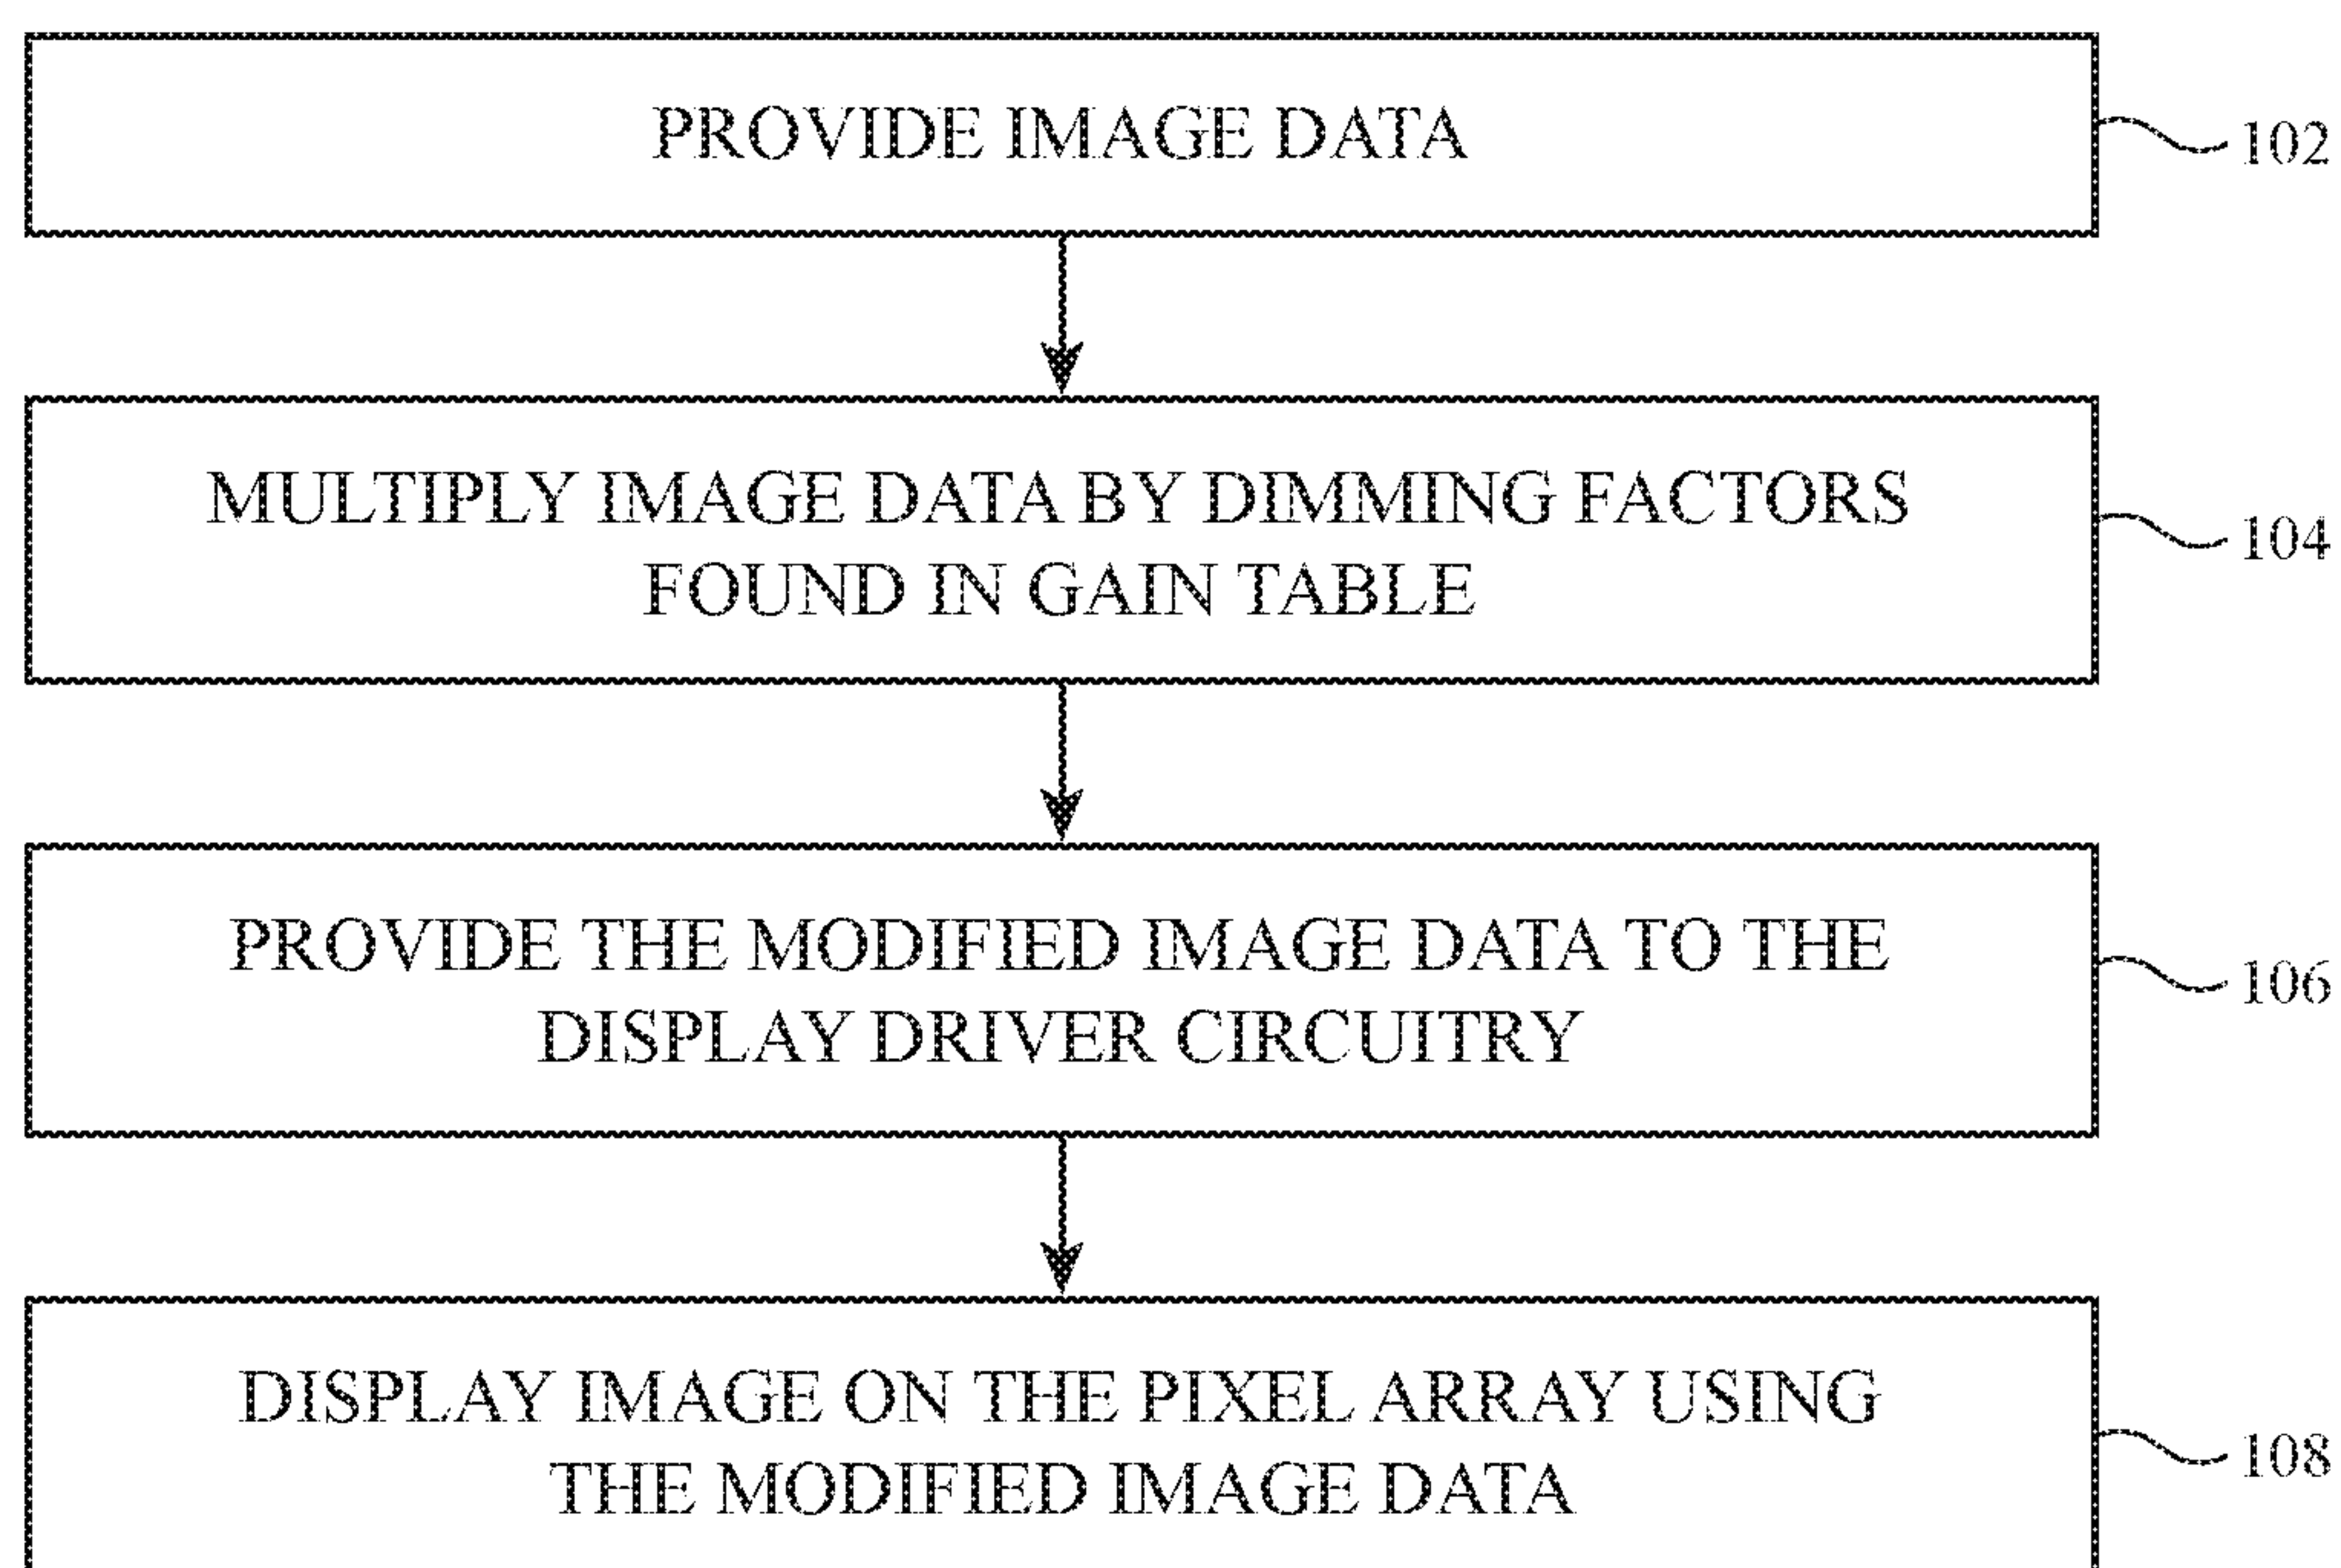 PROVIDE IMAGE DATA
102
MULTIPLY IMAGE DATA BY DIMMING FACTORS
FOUND IN GAIN TABLE
104
PROVIDE THE MODIFIED IMAGE DATA TO THE
DISPLAY DRIVER CIRCUITRY
106
DISPLAY IMAGE ON THE PIXEL ARRAY USING
THE MODIFIED IMAGE DATA
108